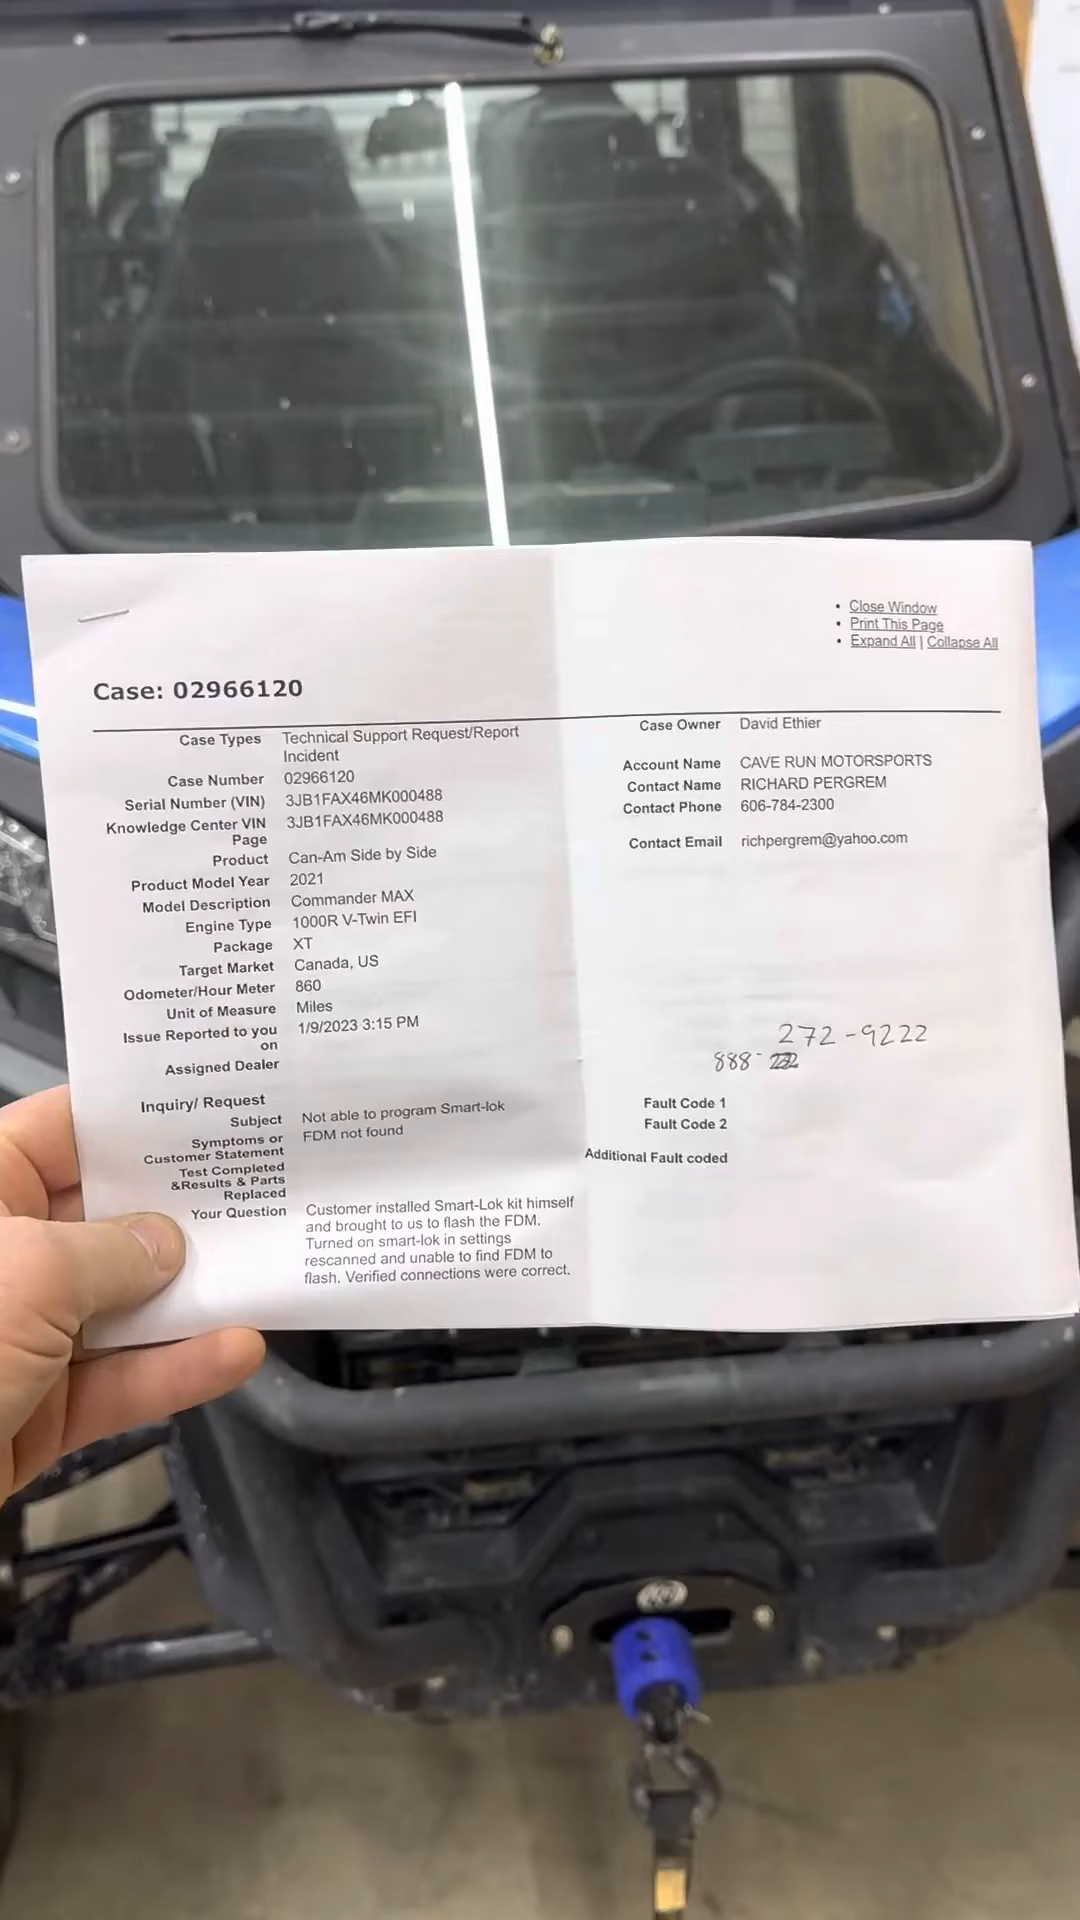 • Close Window
• Print This Page
• Expand All | Collapse All
Case: 02966120
Case Types Technical Support Request/Report
Incident
Case Number 02966120
Serial Number (VIN) 3JB1FAX46MK000488
Knowledge Center VIN 3JB1FAX46MK000488
Page
Product Can-Am Side by Side
Product Model Year 2021
Model Description Commander MAX
Engine Type 1000R V-Twin EFI
Package XT
Target Market Canada, US
Odometer/Hour Meter 860
Unit of Measure Miles
Issue Reported to you 1/9/2023 3:15 PM
on
Assigned Dealer
Case Owner David Ethier
Account Name CAVE RUN MOTORSPORTS
Contact Name RICHARD PERGREM
Contact Phone 606-784-2300
Contact Email richpergrem@yahoo.com
272-9222
888-
Inquiry/ Request
Subject Not able to program Smart-lok
Symptoms or FDM not found
Customer Statement
Test Completed
&Results & Parts
Replaced
Your Question Customer installed Smart-Lok kit himself
and brought to us to flash the FDM.
Turned on smart-lok in settings
rescanned and unable to find FDM to
flash. Verified connections were correct.
Fault Code 1
Fault Code 2
Additional Fault coded